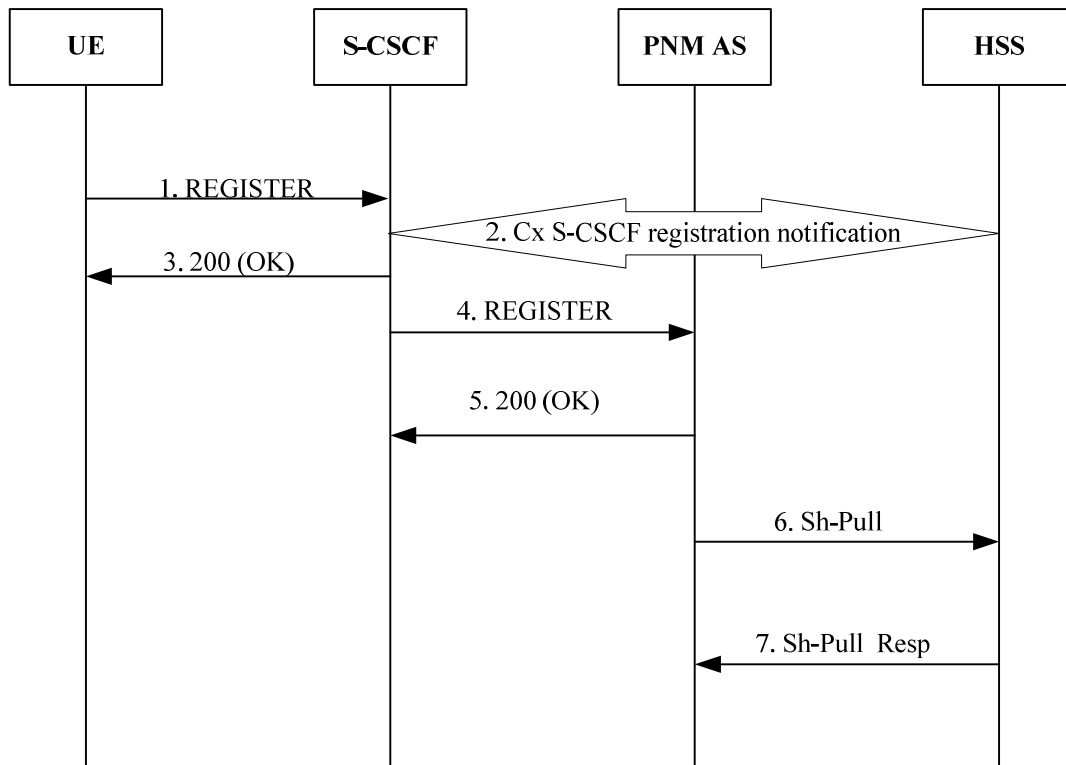 UE
S-CSCF
PNM AS
HSS
1. REGISTER
2. Cx S-CSCF registration notification
3. 200 (OK)
4. REGISTER
5. 200 (OK)
6. Sh-Pull
7. Sh-Pull Resp